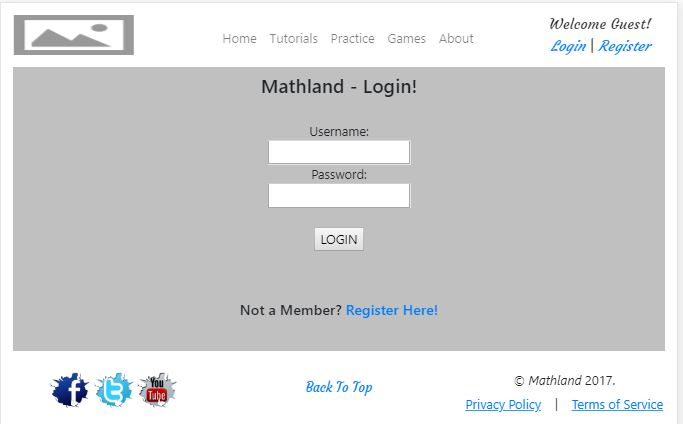 Welcome Guest!
Home Tutorials Practice Games About
Login | Register
Mathland - Login!
Username:
Password:
LOGIN
Not a Member? Register Here!
You
Tube
Back To Top
© Mathland 2017.
Privacy Policy | Terms of Service